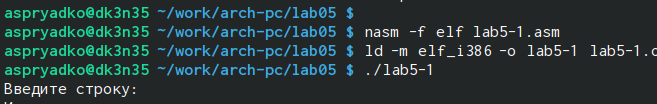 aspryadko@dk3n35 ~/work/arch-pc/lab05 $
aspryadko@dk3n35 ~/work/arch-pc/lab05 $ nasm -f elf lab5-1.asm
aspryadko@dk3n35 ~/work/arch-pc/lab05 $ ld -m elf_i386 -o lab5-1 lab5-1.o
aspryadko@dk3n35 ~/work/arch-pc/lab05 $ ./lab5-1
Введите строку: